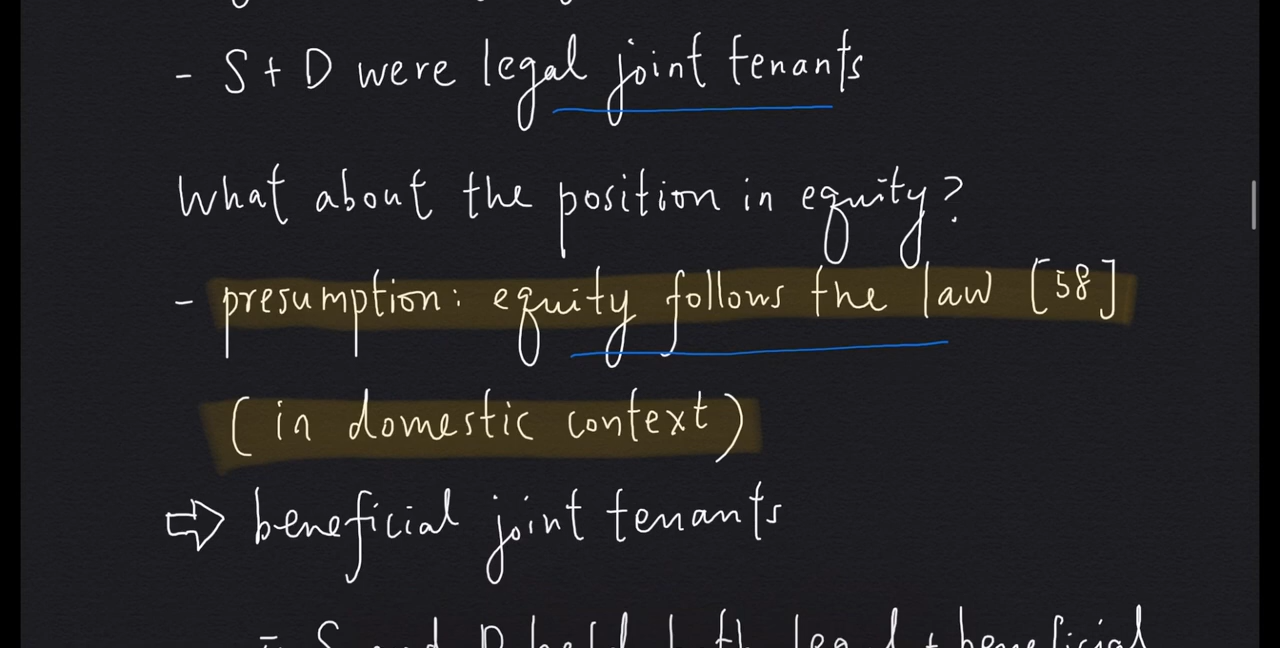 - S + D were legal joint tenants
What about the position in equity?
- presumption: equity follows the law [58]
(in domestic context)
⇨ beneficial joint tenants